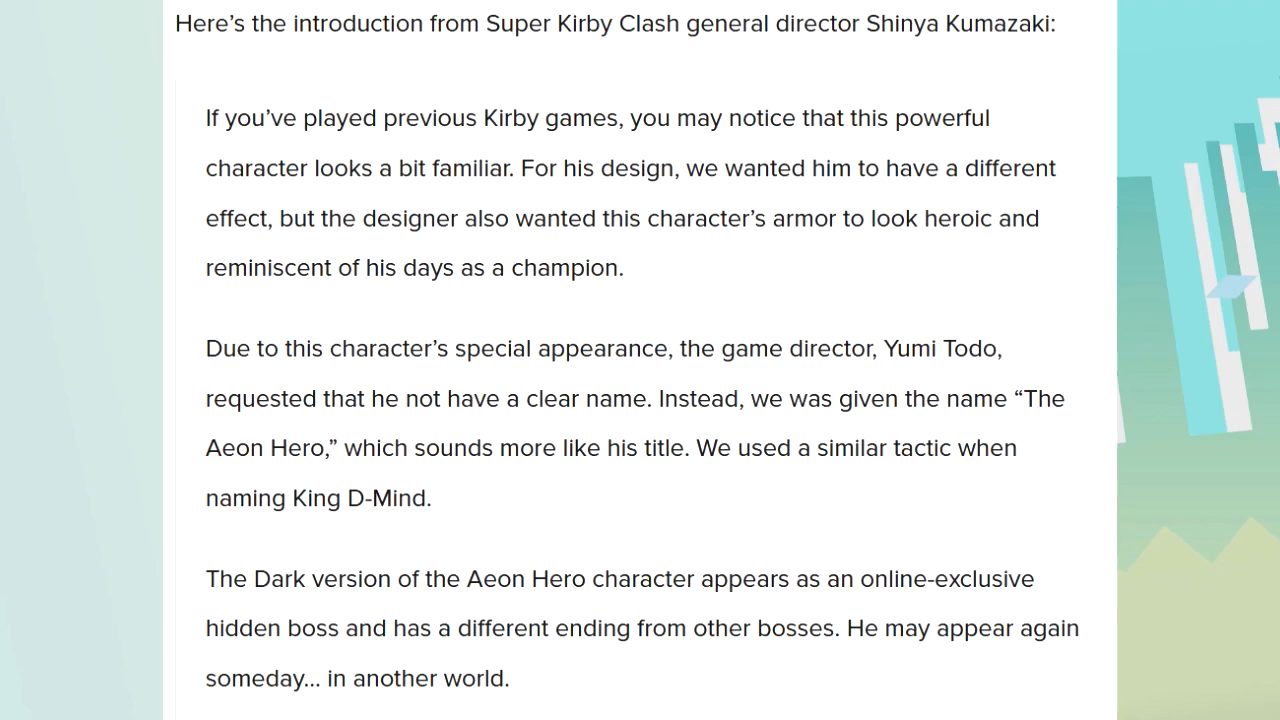 Here’s the introduction from Super Kirby Clash general director Shinya Kumazaki:
If you’ve played previous Kirby games, you may notice that this powerful
character looks a bit familiar. For his design, we wanted him to have a different
effect, but the designer also wanted this character’s armor to look heroic and
reminiscent of his days as a champion.
Due to this character’s special appearance, the game director, Yumi Todo,
requested that he not have a clear name. Instead, we was given the name “The
Aeon Hero,” which sounds more like his title. We used a similar tactic when
naming King D-Mind.
The Dark version of the Aeon Hero character appears as an online-exclusive
hidden boss and has a different ending from other bosses. He may appear again
someday… in another world.